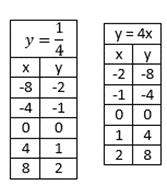 y = 1/4
x y
-8 -2
-4 -1
0 0
4 1
8 2
y = 4x
x y
-2 -8
-1 -4
0 0
1 4
2 8